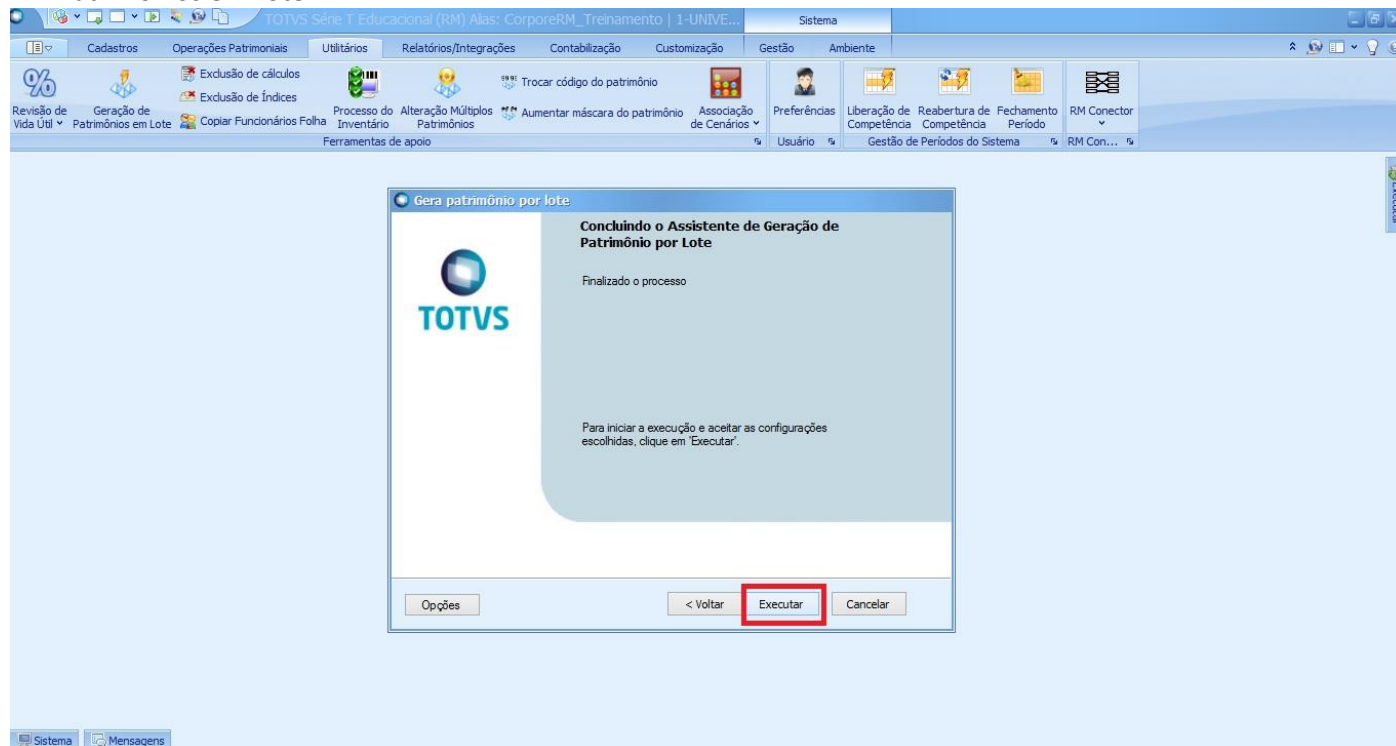 TOTVS Série T Educacional (RM) Alias: CorporeRM_Treinamento | 1-UNIVE...
Sistema
Cadastros Operações Patrimoniais Utilitários Relatórios/Integrações Contabilização Customização Gestão Ambiente
Exclusão de cálculos
Exclusão de Índices
Copiar Funcionários Folha
Revisão de
Vida Útil
Geração de
Patrimônios em Lote
Processo do
Inventário
Alteração Múltiplos
Patrimônios
Trocar código do patrimônio
Aumentar máscara do patrimônio
Associação
de Cenários
Preferências
Liberação de
Competência
Reabertura de
Competência
Fechamento
Período
RM Conector
Ferramentas de apoio
Usuário
Gestão de Períodos do Sistema
RM Con...
Gera patrimônio por lote
Concluindo o Assistente de Geração de
Patrimônio por Lote
Finalizado o processo
TOTVS
Para iniciar a execução e aceitar as configurações
escolhidas, clique em 'Executar'.
Opções < Voltar Executar Cancelar
Sistema Mensagens